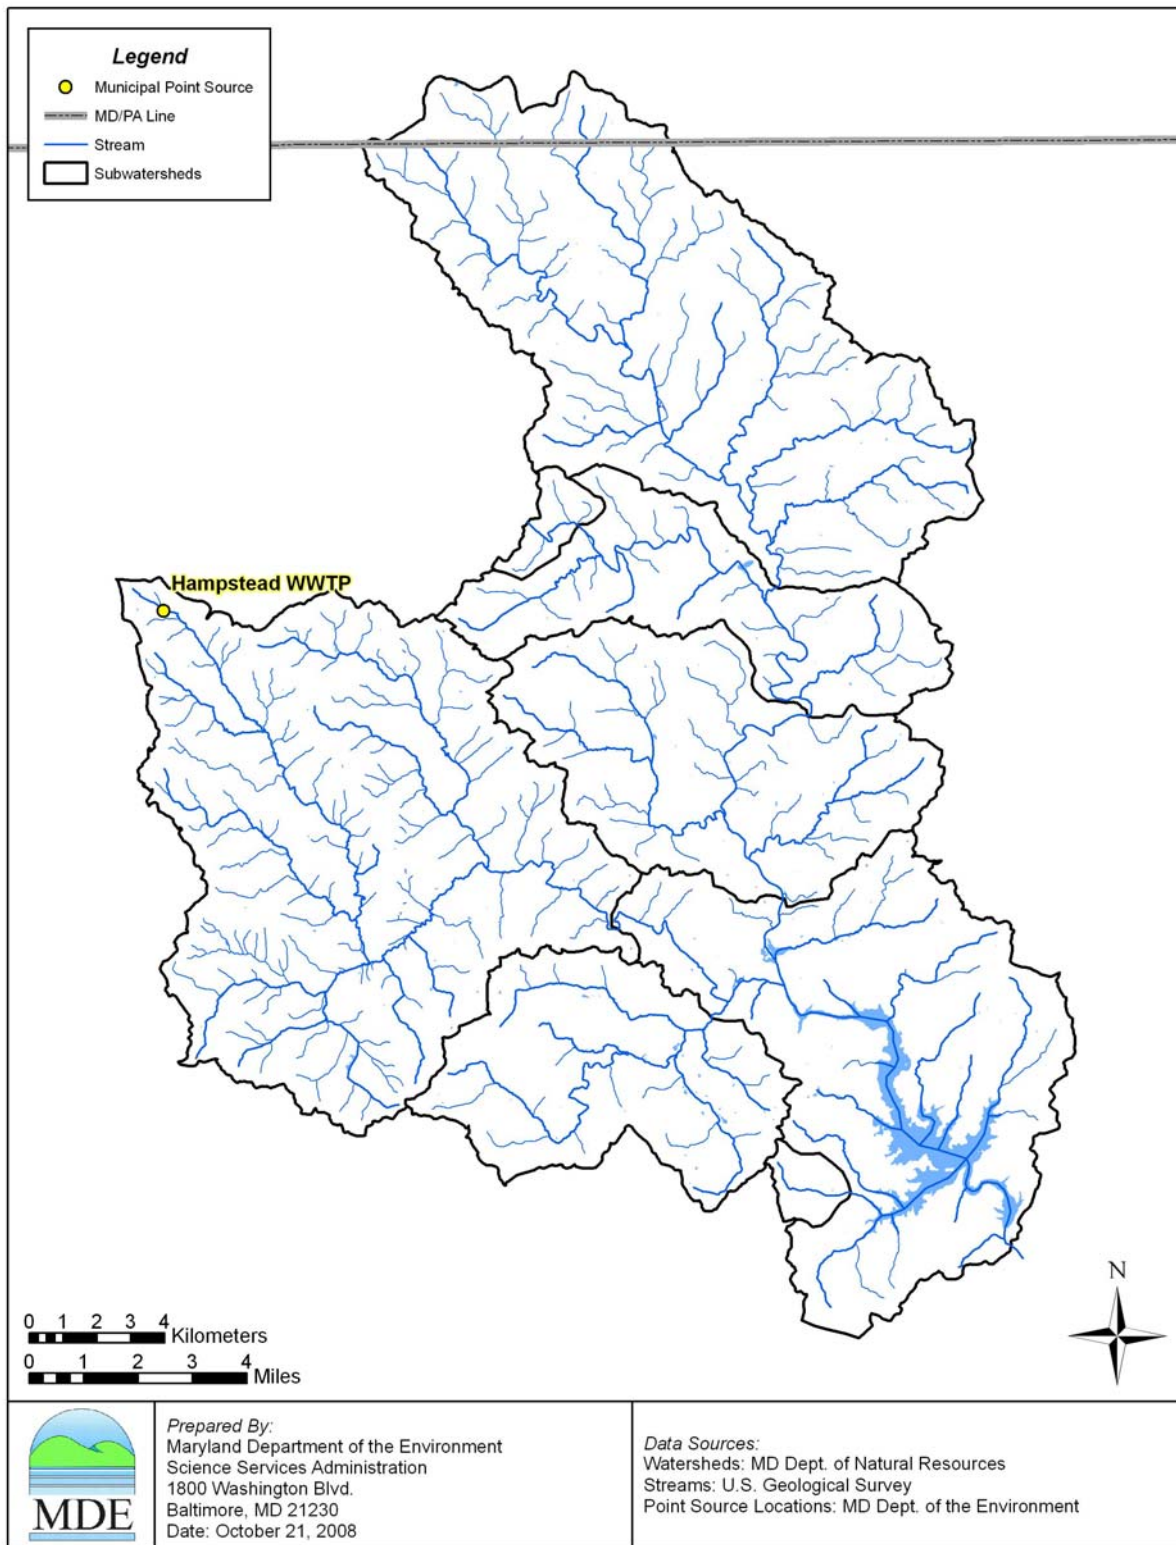 Legend
Municipal Point Source
MD/PA Line
Stream
Subwatersheds
Hampstead WWTP
N
0 1 2 3 4
Kilometers
0 1 2 3 4
Miles
MDE
Prepared By:
Maryland Department of the Environment
Science Services Administration
1800 Washington Blvd.
Baltimore, MD 21230
Date: October 21, 2008
Data Sources:
Watersheds: MD Dept. of Natural Resources
Streams: U.S. Geological Survey
Point Source Locations: MD Dept. of the Environment